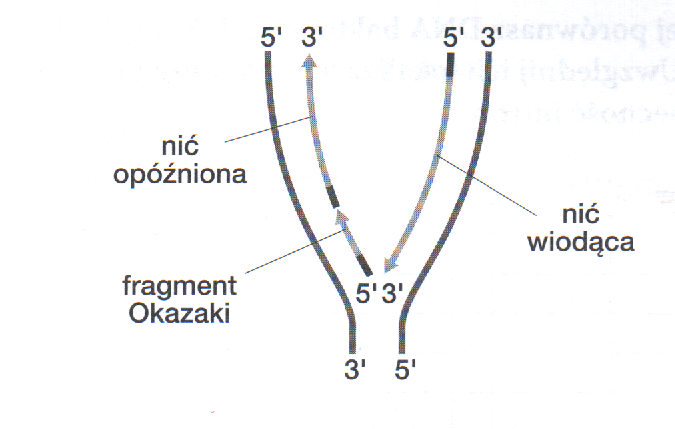 5' 3' 5' 3'
nić
opóźniona
nić
wiodąca
fragment
Okazaki
5' 3'
3' 5'